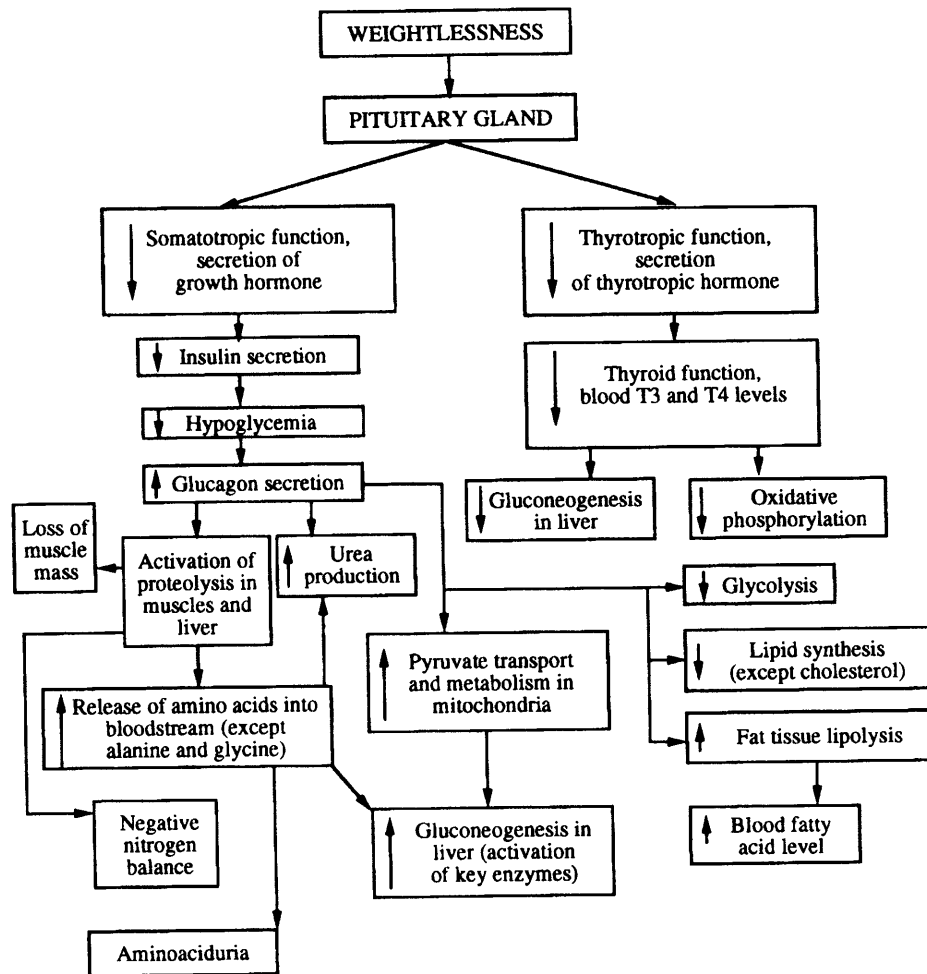 WEIGHTLESSNESS
PITUITARY GLAND
Somatotropic function,
secretion of
growth hormone
Thyrotropic function,
secretion
of thyrotropic hormone
Insulin secretion
Thyroid function,
blood T3 and T4 levels
Hypoglycemia
Glucagon secretion
Gluconeogenesis
in liver
Oxidative
phosphorylation
Loss of
muscle
mass
Activation of
proteolysis in
muscles and
liver
Urea
production
Glycolysis
Pyruvate transport
and metabolism in
mitochondria
Lipid synthesis
(except cholesterol)
Release of amino acids into
bloodstream (except
alanine and glycine)
Fat tissue lipolysis
Negative
nitrogen
balance
Gluconeogenesis in
liver (activation
of key enzymes)
Blood fatty
acid level
Aminoaciduria